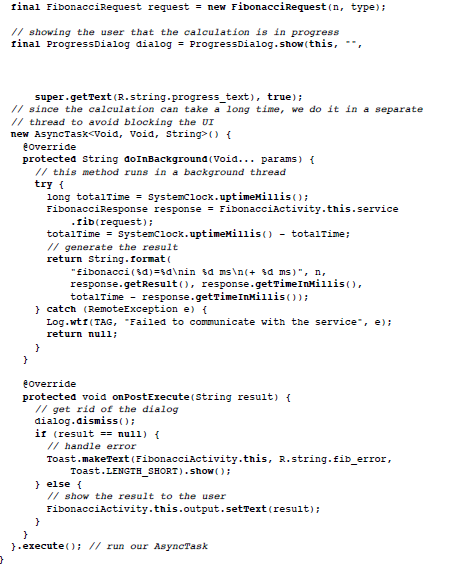 final FibonacciRequest request = new FibonacciRequest(n, type);
// showing the user that the calculation is in progress
final ProgressDialog dialog = ProgressDialog.show(this, "",
super.getText(R.string.progress_text), true);
// since the calculation can take a long time, we do it in a separate
// thread to avoid blocking the UI
new AsyncTask<Void, Void, String>() {
@Override
protected String doInBackground(Void... params) {
// this method runs in a background thread
try {
long totalTime = SystemClock.uptimeMillis();
FibonacciResponse response = FibonacciActivity.this.service
.fib(request);
totalTime = SystemClock.uptimeMillis() - totalTime;
// generate the result
return String.format(
"fibonacci(%d)=%d\nin %d ms\n(+ %d ms)", n,
response.getResult(), response.getTimeInMillis(),
totalTime - response.getTimeInMillis());
} catch (RemoteException e) {
Log.wtf(TAG, "Failed to communicate with the service", e);
return null;
}
}
@Override
protected void onPostExecute(String result) {
// get rid of the dialog
dialog.dismiss();
if (result == null) {
// handle error
Toast.makeText(FibonacciActivity.this, R.string.fib_error,
Toast.LENGTH_SHORT).show();
} else {
// show the result to the user
FibonacciActivity.this.output.setText(result);
}
}
}.execute(); // run our AsyncTask
}